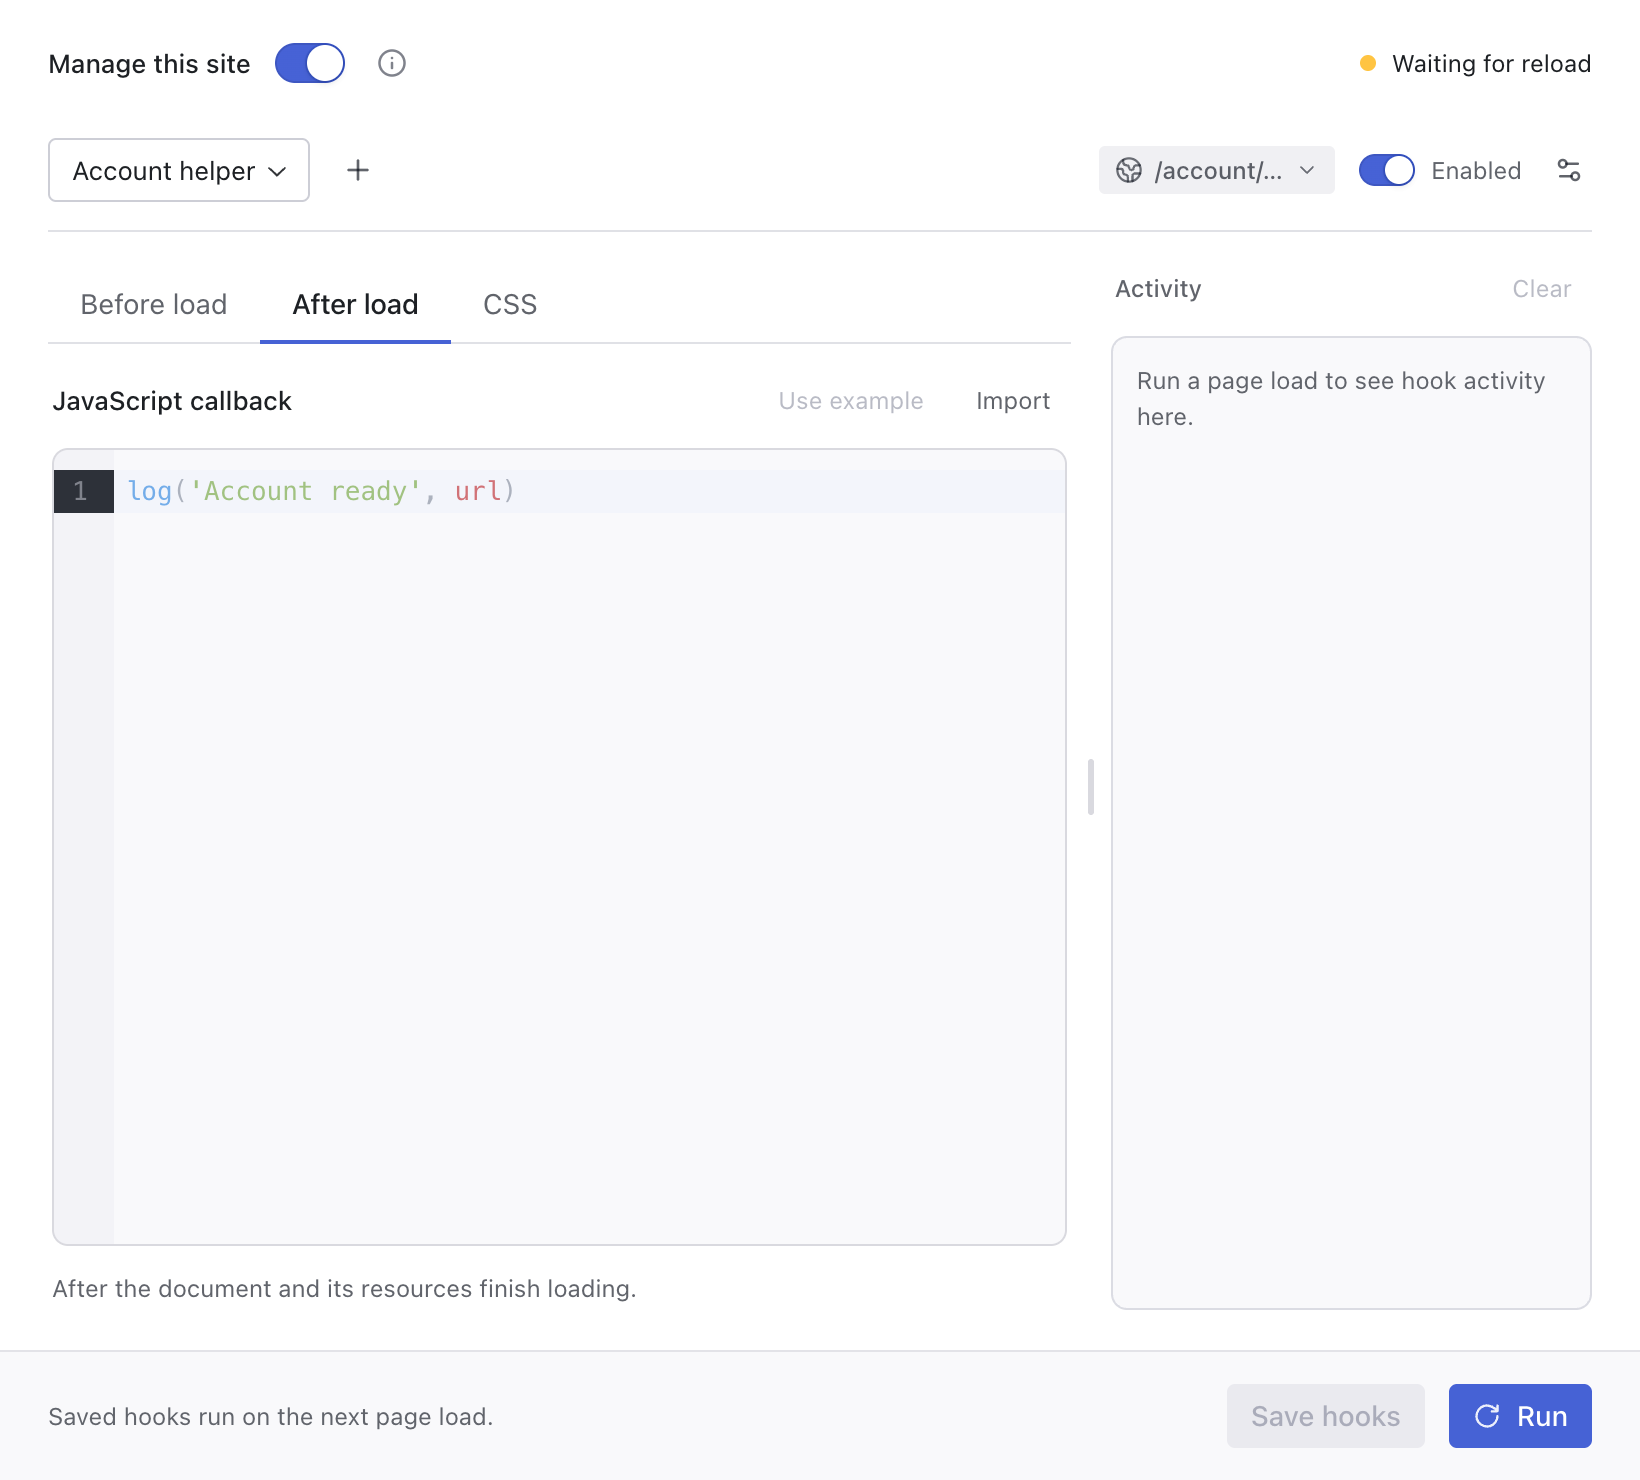 Manage this site
Waiting for reload
Account helper
/account/...
Enabled
Before load
After load
CSS
Activity
Clear
JavaScript callback
Use example
Import
Run a page load to see hook activity
here.
1
log('Account ready', url)
After the document and its resources finish loading.
Saved hooks run on the next page load.
Save hooks
Run